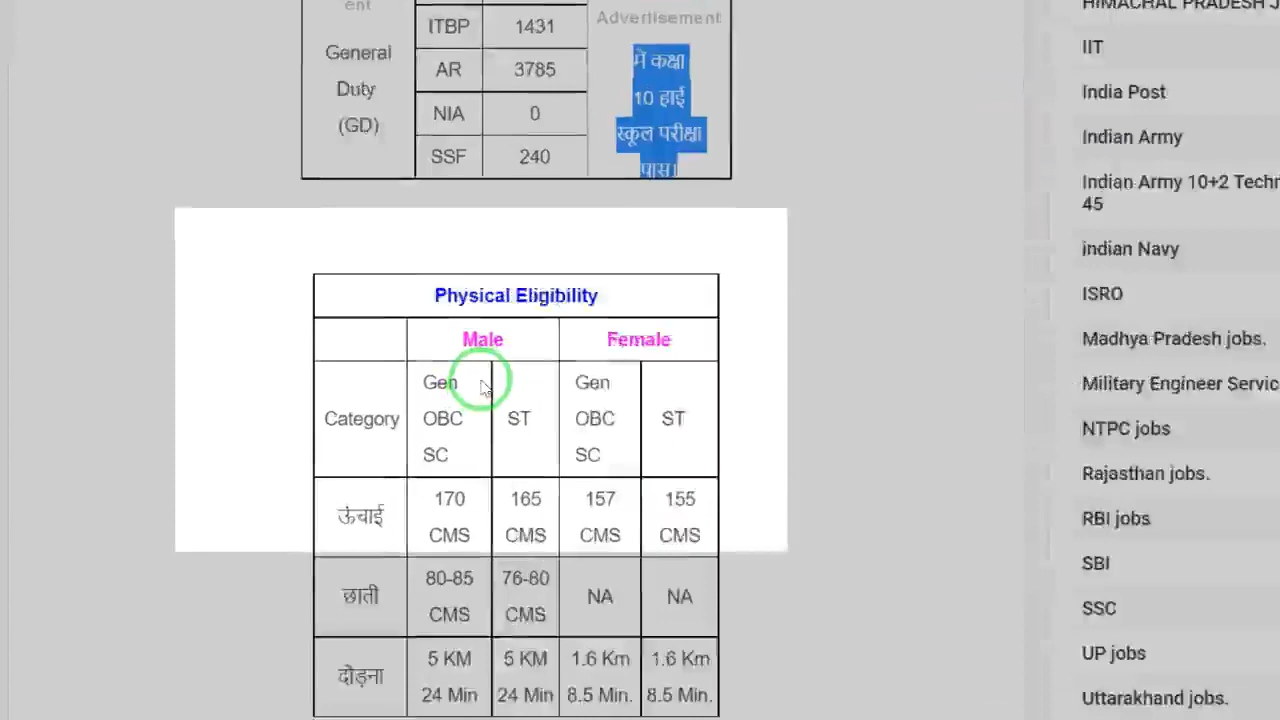 ent
General
Duty
(GD)
ITBP 1431
AR 3785
NIA 0
SSF 240
Advertisement
में कक्षा
10 हाई
स्कूल परीक्षा
पास।
Physical Eligibility
Male Female
Category
Gen
OBC
SC
ST
Gen
OBC
SC
ST
ऊंचाई
170
CMS
165
CMS
157
CMS
155
CMS
छाती
80-85
CMS
76-80
CMS
NA
NA
दोड़ना
5 KM
24 Min
5 KM
24 Min
1.6 Km
8.5 Min.
1.6 Km
8.5 Min.
HIMACHAL PRADESH J
IIT
India Post
Indian Army
Indian Army 10+2 Techn
45
indian Navy
ISRO
Madhya Pradesh jobs.
Military Engineer Servic
NTPC jobs
Rajasthan jobs.
RBI jobs
SBI
SSC
UP jobs
Uttarakhand jobs.